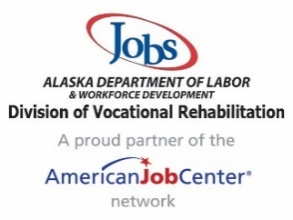 Jobs
ALASKA DEPARTMENT OF LABOR
& WORKFORCE DEVELOPMENT
Division of Vocational Rehabilitation
A proud partner of the
AmericanJobCenter®
network